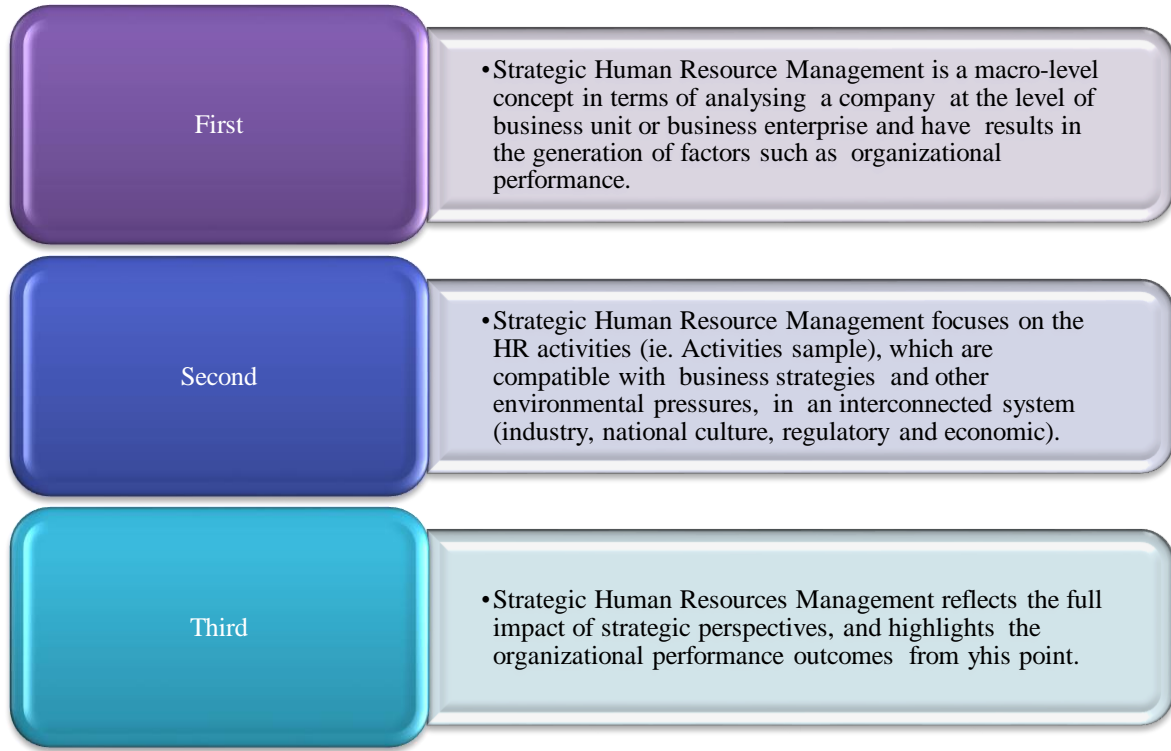 First
•Strategic Human Resource Management is a macro-level
concept in terms of analysing a company at the level of
business unit or business enterprise and have results in
the generation of factors such as organizational
performance.
Second
•Strategic Human Resource Management focuses on the
HR activities (ie. Activities sample), which are
compatible with business strategies and other
environmental pressures, in an interconnected system
(industry, national culture, regulatory and economic).
Third
•Strategic Human Resources Management reflects the full
impact of strategic perspectives, and highlights the
organizational performance outcomes from yhis point.